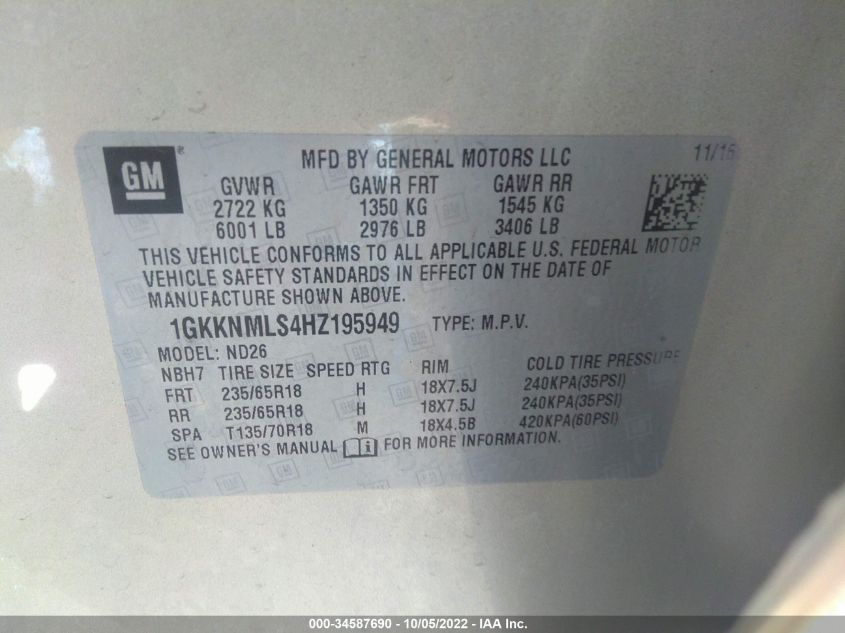 GM
MFD BY GENERAL MOTORS LLC
11/16
GVWR GAWR FRT GAWR RR
2722 KG 1350 KG 1545 KG
6001 LB 2976 LB 3406 LB
THIS VEHICLE CONFORMS TO ALL APPLICABLE U.S. FEDERAL MOTOR
VEHICLE SAFETY STANDARDS IN EFFECT ON THE DATE OF
MANUFACTURE SHOWN ABOVE.
1GKKNMLS4HZ195949 TYPE: M.P.V.
MODEL: ND26
NBH7 TIRE SIZE SPEED RTG RIM COLD TIRE PRESSURE
FRT 235/65R18 H 18X7.5J 240KPA(35PSI)
RR 235/65R18 H 18X7.5J 240KPA(35PSI)
SPA T135/70R18 M 18X4.5B 420KPA(60PSI)
SEE OWNER'S MANUAL FOR MORE INFORMATION.
000-34587690 - 10/05/2022 - IAA Inc.